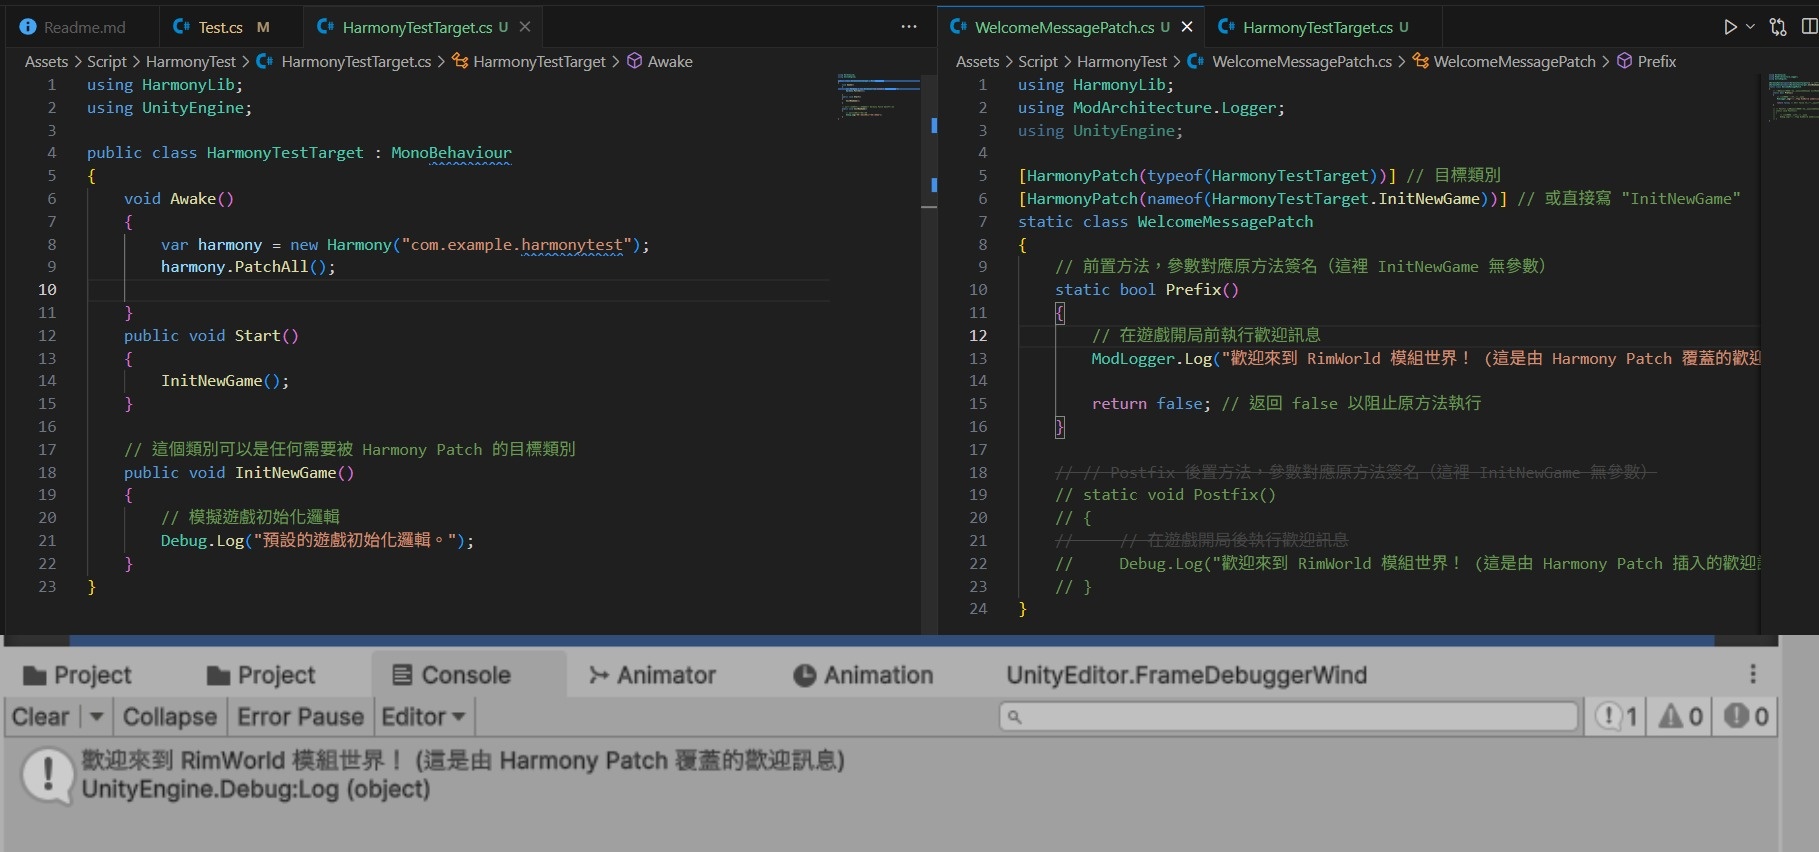 Readme.md
Test.cs M
HarmonyTestTarget.cs U
Assets > Script > HarmonyTest > HarmonyTestTarget.cs > HarmonyTestTarget > Awake
1 using HarmonyLib;
2 using UnityEngine;
3
4 public class HarmonyTestTarget : MonoBehaviour
5 {
6 void Awake()
7 {
8 var harmony = new Harmony("com.example.harmonytest");
9 harmony.PatchAll();
10
11 }
12 public void Start()
13 {
14 InitNewGame();
15 }
16
17 // 這個類別可以是任何需要被 Harmony Patch 的目標類別
18 public void InitNewGame()
19 {
20 // 模擬遊戲初始化邏輯
21 Debug.Log("預設的遊戲初始化邏輯。");
22 }
23 }
WelcomeMessagePatch.cs U
HarmonyTestTarget.cs U
Assets > Script > HarmonyTest > WelcomeMessagePatch.cs > WelcomeMessagePatch > Prefix
1 using HarmonyLib;
2 using ModArchitecture.Logger;
3 using UnityEngine;
4
5 [HarmonyPatch(typeof(HarmonyTestTarget))] // 目標類別
6 [HarmonyPatch(nameof(HarmonyTestTarget.InitNewGame))] // 或直接寫 "InitNewGame"
7 static class WelcomeMessagePatch
8 {
9 // 前置方法，參數對應原方法簽名（這裡 InitNewGame 無參數）
10 static bool Prefix()
11 {
12 // 在遊戲開局前執行歡迎訊息
13 ModLogger.Log("歡迎來到 RimWorld 模組世界！ (這是由 Harmony Patch 覆蓋的歡迎
14
15 return false; // 返回 false 以阻止原方法執行
16 }
17
18 // // Postfix 後置方法，參數對應原方法簽名（這裡 InitNewGame 無參數）
19 // static void Postfix()
20 // {
21 // // 在遊戲開局後執行歡迎訊息
22 // Debug.Log("歡迎來到 RimWorld 模組世界！ (這是由 Harmony Patch 插入的歡迎
23 // }
24 }
Project
Project
Console
Animator
Animation
UnityEditor.FrameDebuggerWind
Clear
Collapse
Error Pause
Editor
1
0
0
歡迎來到 RimWorld 模組世界！ (這是由 Harmony Patch 覆蓋的歡迎訊息)
UnityEngine.Debug:Log (object)